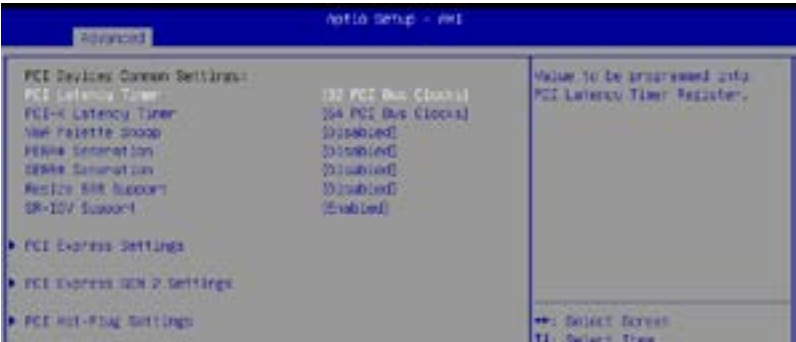 Aptio Setup - AMI
Advanced
PCI Devices Common Settings:
PCI Latency Timer [32 PCI Bus Clocks]
PCI-X Latency Timer [64 PCI Bus Clocks]
VGA Palette Snoop [Disabled]
PERR# Generation [Disabled]
SERR# Generation [Disabled]
Resize BAR Support [Disabled]
SR-IOV Support [Enabled]
PCI Express Settings
PCI Express GEN 2 Settings
PCI Hot-Plug Settings
Value to be programmed into
PCI Latency Timer Register.
: Select Screen
: Select Item